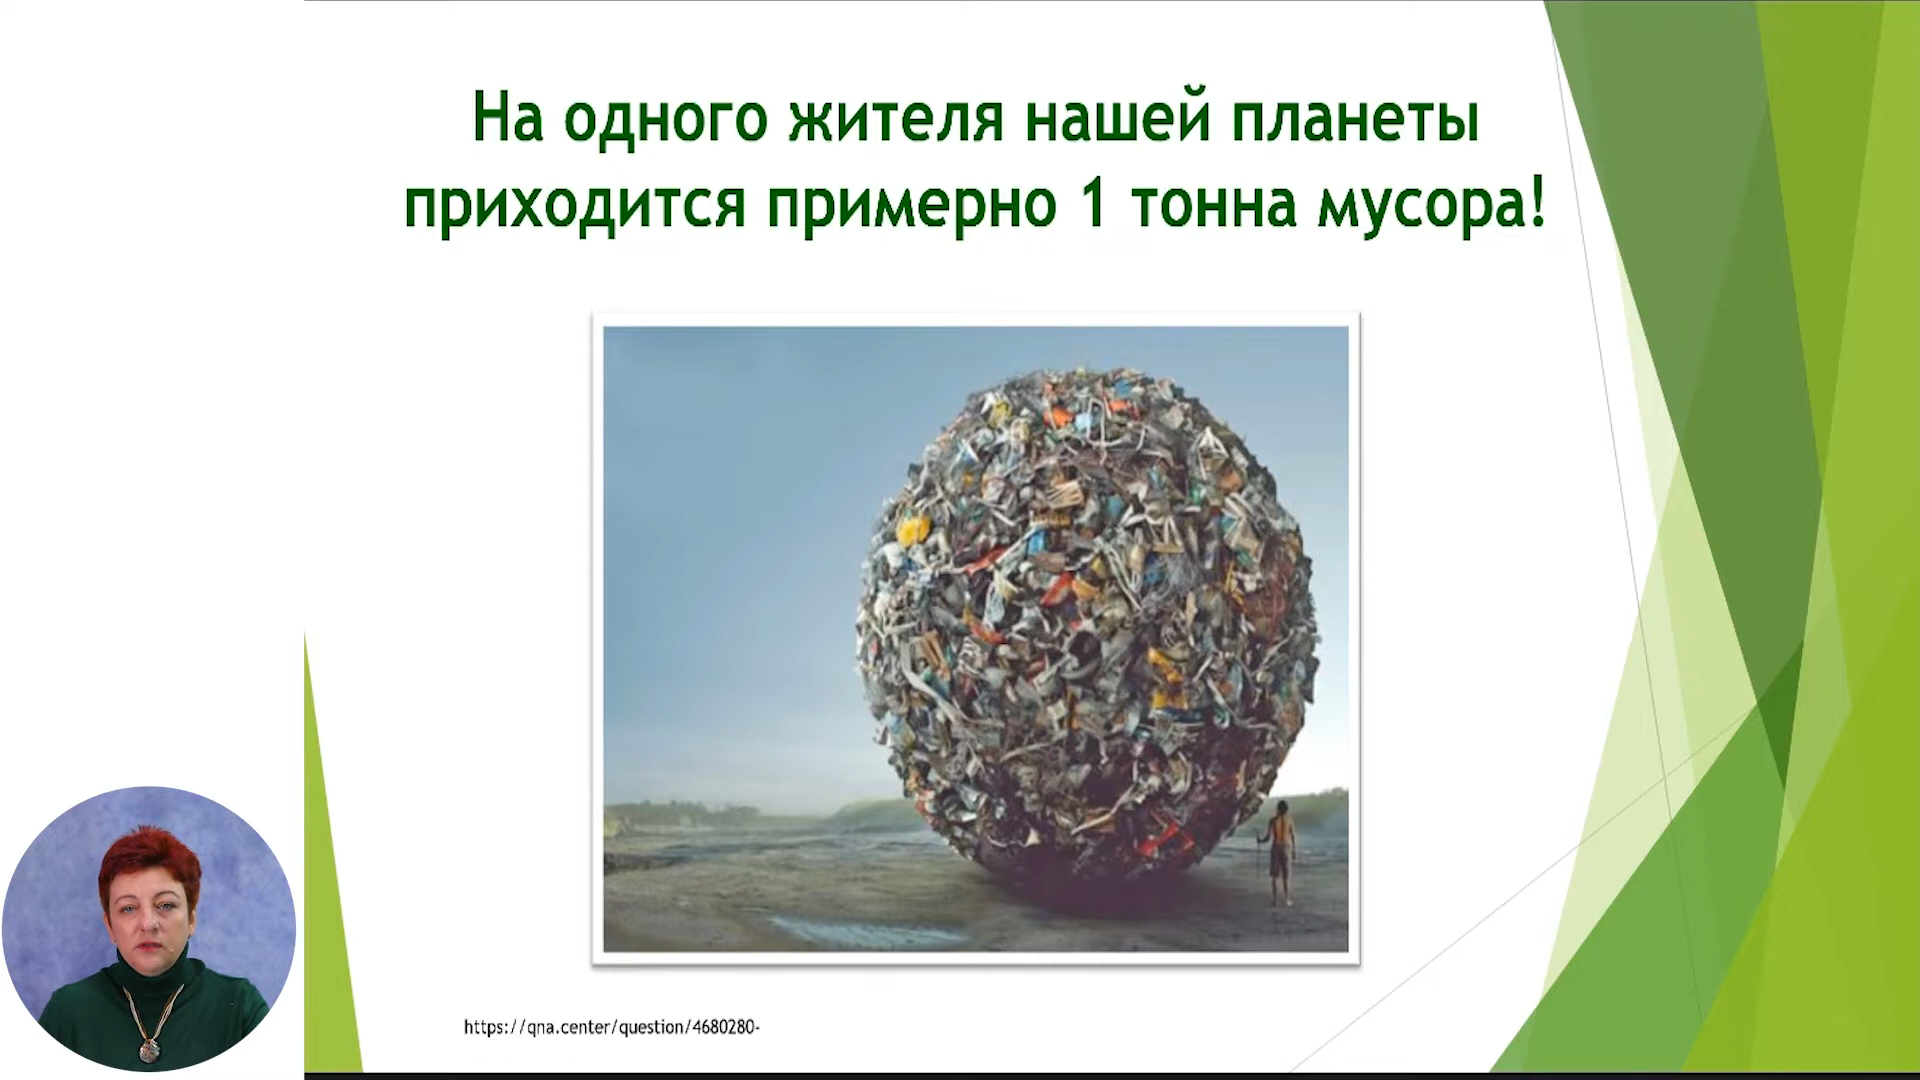 На одного жителя нашей планеты
приходится примерно 1 тонна мусора!
https://qna.center/question/4680280-